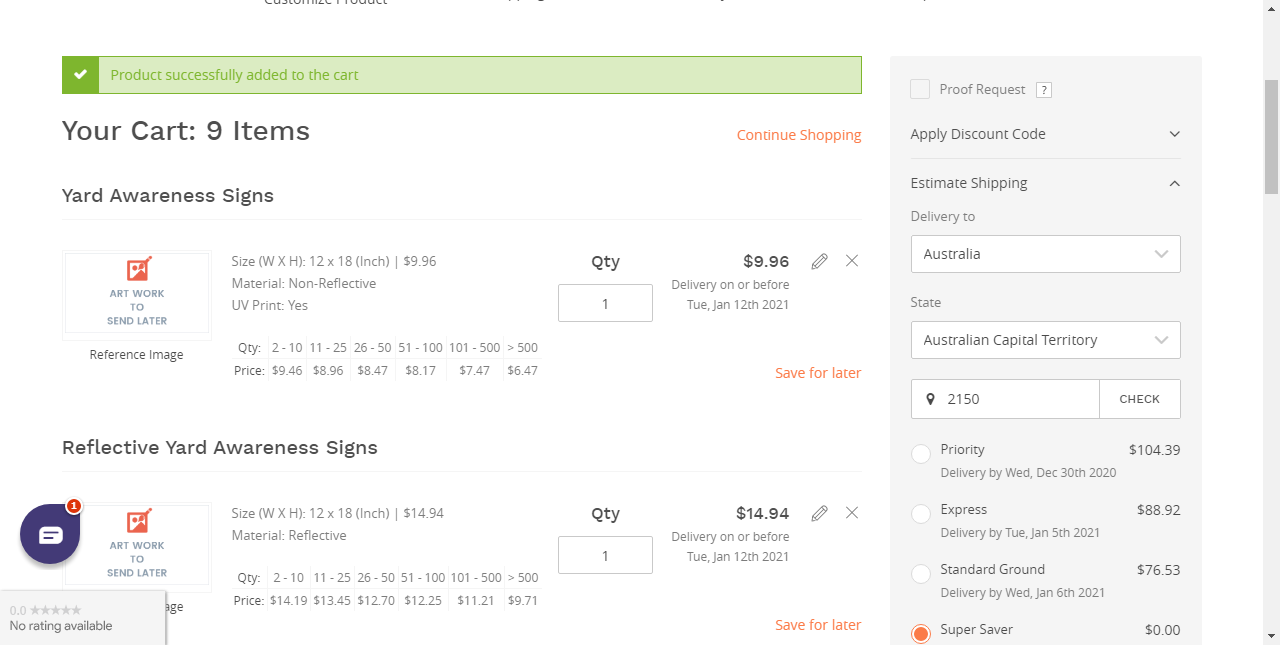 Customize Product
Product successfully added to the cart
Your Cart: 9 Items
Continue Shopping
Yard Awareness Signs
ART WORK
TO
SEND LATER
Reference Image
Size (W X H): 12 x 18 (Inch) | $9.96
Material: Non-Reflective
UV Print: Yes
Qty: 2 - 10 11 - 25 26 - 50 51 - 100 101 - 500 > 500
Price: $9.46 $8.96 $8.47 $8.17 $7.47 $6.47
Qty
1
$9.96
Delivery on or before
Tue, Jan 12th 2021
Save for later
Reflective Yard Awareness Signs
ART WORK
TO
SEND LATER
Size (W X H): 12 x 18 (Inch) | $14.94
Material: Reflective
Qty: 2 - 10 11 - 25 26 - 50 51 - 100 101 - 500 > 500
Price: $14.19 $13.45 $12.70 $12.25 $11.21 $9.71
Qty
1
$14.94
Delivery on or before
Tue, Jan 12th 2021
Save for later
1
0.0
No rating available
Proof Request ?
Apply Discount Code
Estimate Shipping
Delivery to
Australia
State
Australian Capital Territory
2150 CHECK
Priority $104.39
Delivery by Wed, Dec 30th 2020
Express $88.92
Delivery by Tue, Jan 5th 2021
Standard Ground $76.53
Delivery by Wed, Jan 6th 2021
Super Saver $0.00